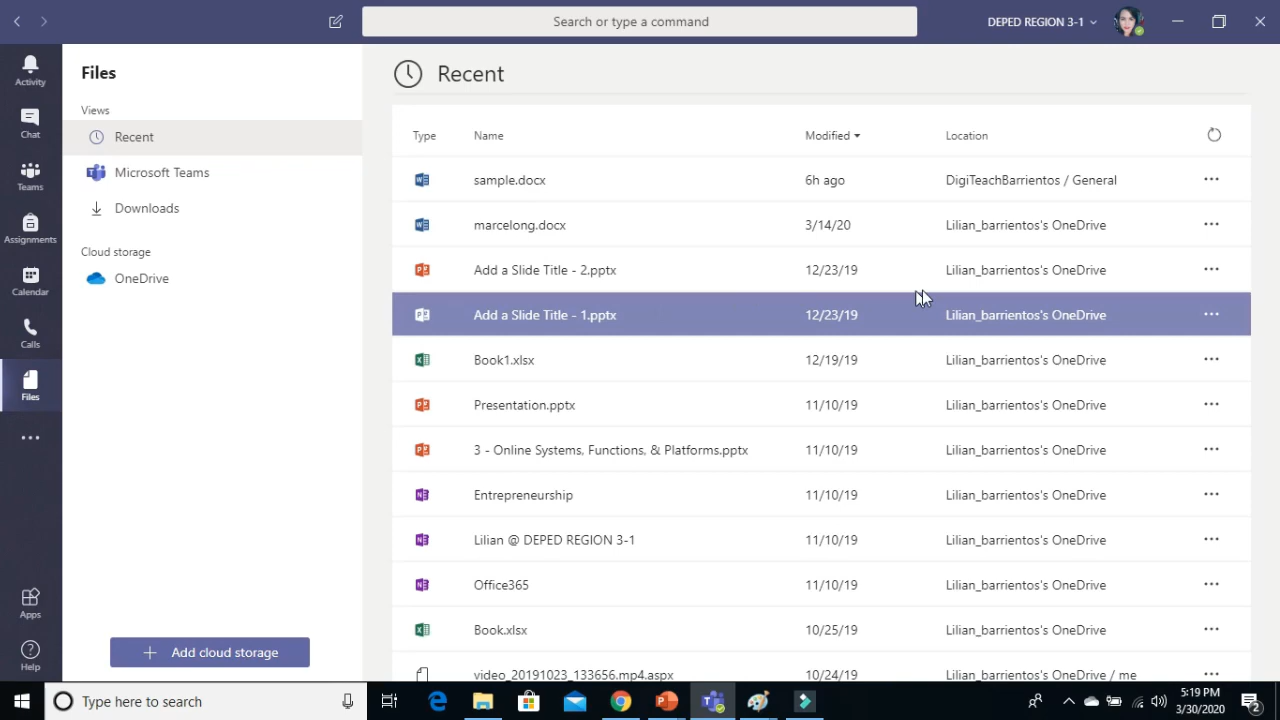 Search or type a command
DEPED REGION 3-1
Activity
Chat
Teams
Assignments
Calendar
Calls
Files
Apps
Help
Files
Views
Recent
Microsoft Teams
Downloads
Cloud storage
OneDrive
Add cloud storage
Recent
Type Name Modified Location
sample.docx 6h ago DigiTeachBarrientos / General
marcelong.docx 3/14/20 Lilian_barrientos's OneDrive
Add a Slide Title - 2.pptx 12/23/19 Lilian_barrientos's OneDrive
Add a Slide Title - 1.pptx 12/23/19 Lilian_barrientos's OneDrive
Book1.xlsx 12/19/19 Lilian_barrientos's OneDrive
Presentation.pptx 11/10/19 Lilian_barrientos's OneDrive
3 - Online Systems, Functions, & Platforms.pptx 11/10/19 Lilian_barrientos's OneDrive
Entrepreneurship 11/10/19 Lilian_barrientos's OneDrive
Lilian @ DEPED REGION 3-1 11/10/19 Lilian_barrientos's OneDrive
Office365 11/10/19 Lilian_barrientos's OneDrive
Book.xlsx 10/25/19 Lilian_barrientos's OneDrive
video_20191023_133656.mp4.aspx 10/24/19 Lilian_barrientos's OneDrive / me
Type here to search
5:19 PM
3/30/2020
2